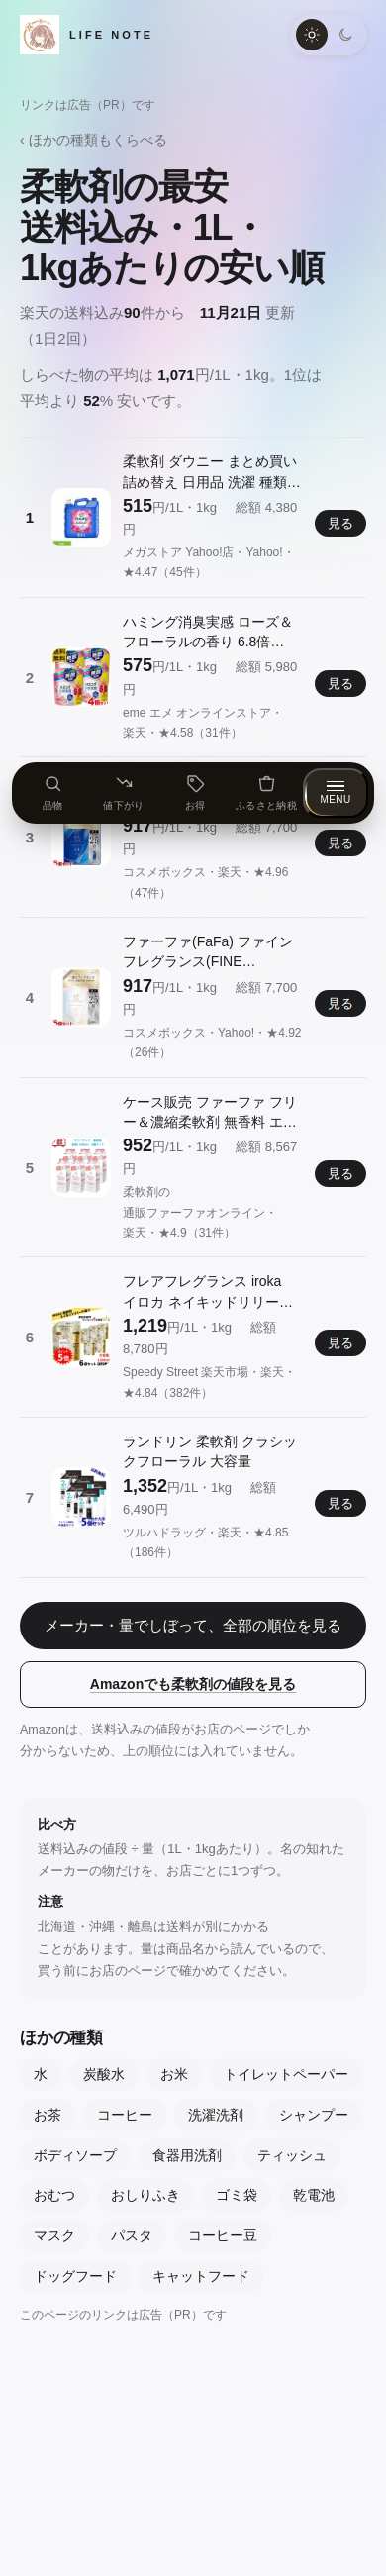 LIFE NOTE
リンクは広告（PR）です
‹ ほかの種類もくらべる
柔軟剤の最安
送料込み・1L・
1kgあたりの安い順
楽天の送料込み90件から　11月21日 更新
（1日2回）
しらべた物の平均は 1,071円/1L・1kg。1位は
平均より 52% 安いです。
1
柔軟剤 ダウニー まとめ買い
詰め替え 日用品 洗濯 種類…
515円/1L・1kg　総額 4,380
円
メガストア Yahoo!店・Yahoo!・
★4.47（45件）
見る
2
ハミング消臭実感 ローズ＆
フローラルの香り 6.8倍…
575円/1L・1kg　総額 5,980
円
eme エメ オンラインストア・
楽天・★4.58（31件）
見る
品物
値下がり
お得
ふるさと納税
MENU
3
917円/1L・1kg　総額 7,700
円
コスメボックス・楽天・★4.96
（47件）
見る
4
ファーファ(FaFa) ファイン
フレグランス(FINE…
917円/1L・1kg　総額 7,700
円
コスメボックス・Yahoo!・★4.92
（26件）
見る
5
ケース販売 ファーファ フリ
ー＆濃縮柔軟剤 無香料 エ…
952円/1L・1kg　総額 8,567
円
柔軟剤の
通販ファーファオンライン・
楽天・★4.9（31件）
見る
6
フレアフレグランス iroka
イロカ ネイキッドリリー…
1,219円/1L・1kg　総額
8,780円
Speedy Street 楽天市場・楽天・
★4.84（382件）
見る
7
ランドリン 柔軟剤 クラシッ
クフローラル 大容量
1,352円/1L・1kg　総額
6,490円
ツルハドラッグ・楽天・★4.85
（186件）
見る
メーカー・量でしぼって、全部の順位を見る
Amazonでも柔軟剤の値段を見る
Amazonは、送料込みの値段がお店のページでしか
分からないため、上の順位には入れていません。
比べ方
送料込みの値段 ÷ 量（1L・1kgあたり）。名の知れた
メーカーの物だけを、お店ごとに1つずつ。
注意
北海道・沖縄・離島は送料が別にかかる
ことがあります。量は商品名から読んでいるので、
買う前にお店のページで確かめてください。
ほかの種類
水
炭酸水
お米
トイレットペーパー
お茶
コーヒー
洗濯洗剤
シャンプー
ボディソープ
食器用洗剤
ティッシュ
おむつ
おしりふき
ゴミ袋
乾電池
マスク
パスタ
コーヒー豆
ドッグフード
キャットフード
このページのリンクは広告（PR）です